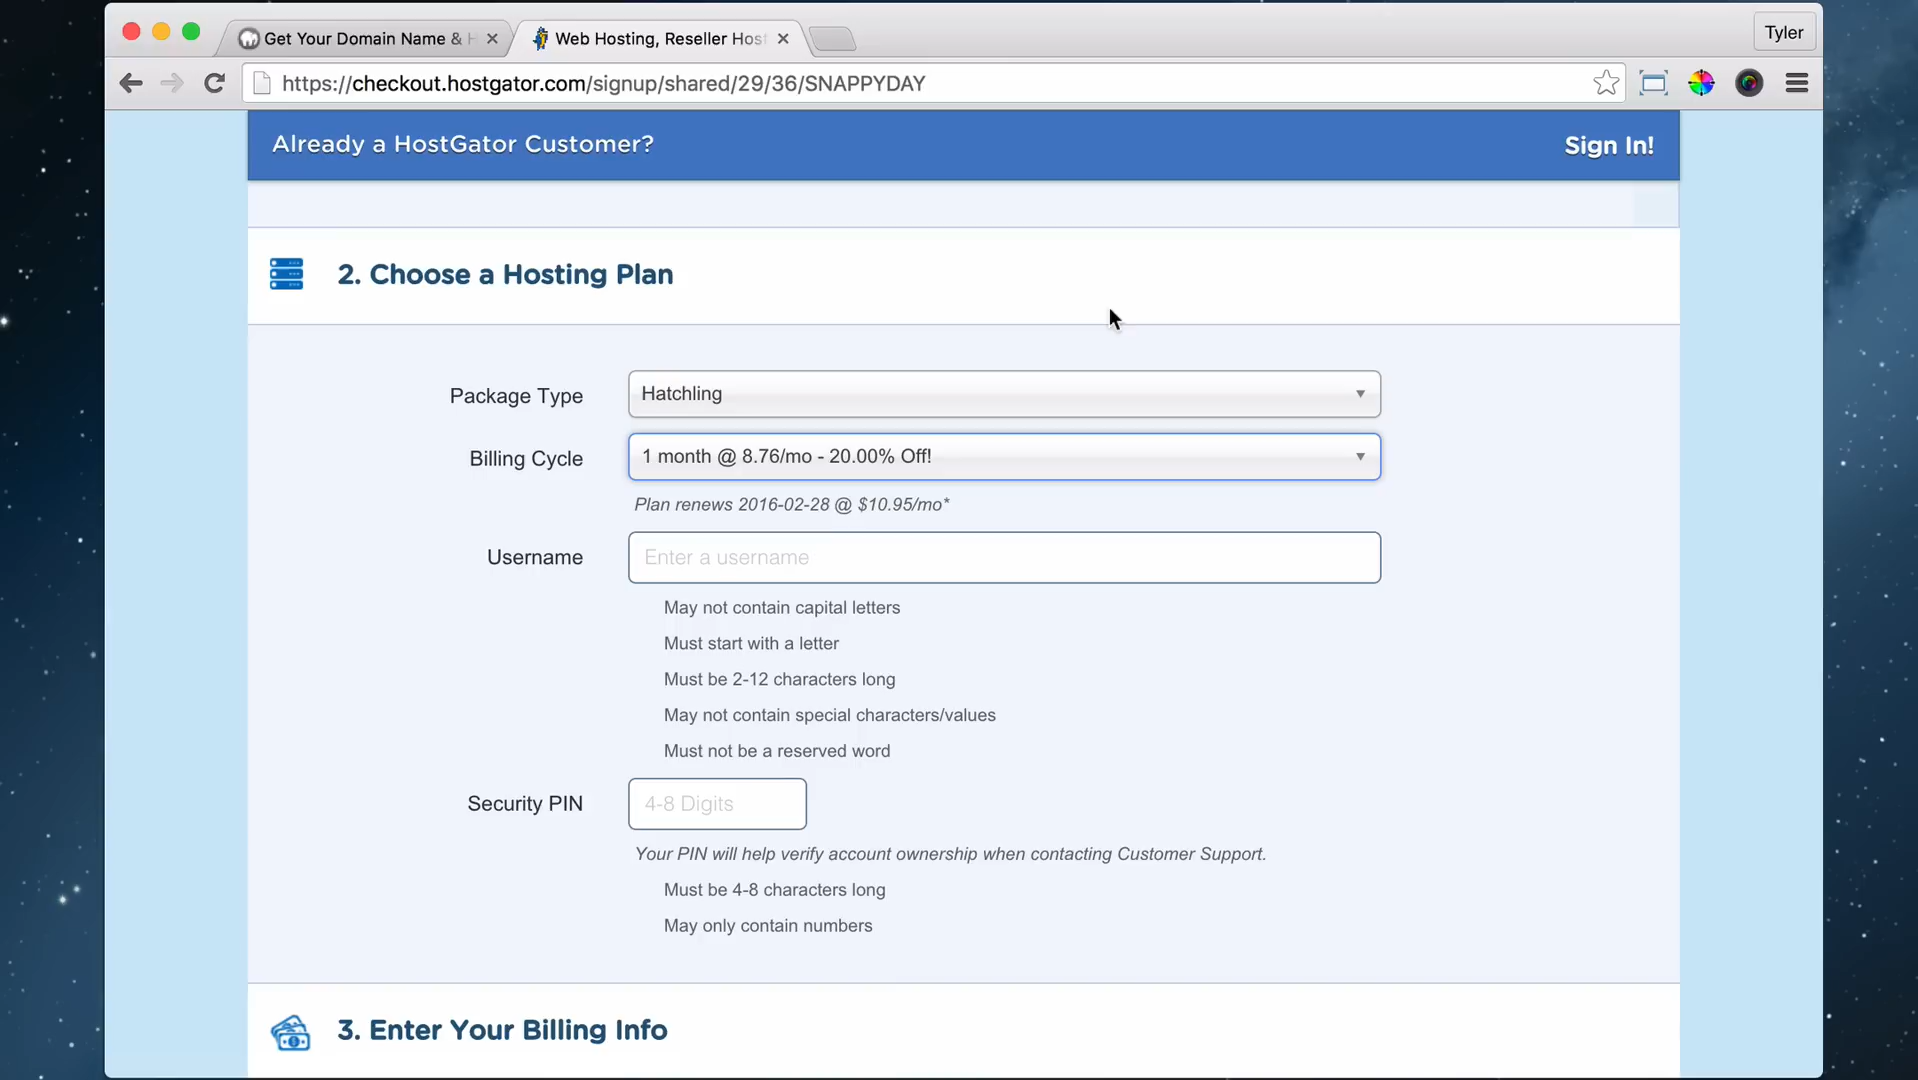 Get Your Domain Name & H
Web Hosting, Reseller Host
Tyler
https://checkout.hostgator.com/signup/shared/29/36/SNAPPYDAY
Already a HostGator Customer?
Sign In!
2. Choose a Hosting Plan
Package Type
Hatchling
Billing Cycle
1 month @ 8.76/mo - 20.00% Off!
Plan renews 2016-02-28 @ $10.95/mo*
Username
Enter a username
May not contain capital letters
Must start with a letter
Must be 2-12 characters long
May not contain special characters/values
Must not be a reserved word
Security PIN
4-8 Digits
Your PIN will help verify account ownership when contacting Customer Support.
Must be 4-8 characters long
May only contain numbers
3. Enter Your Billing Info